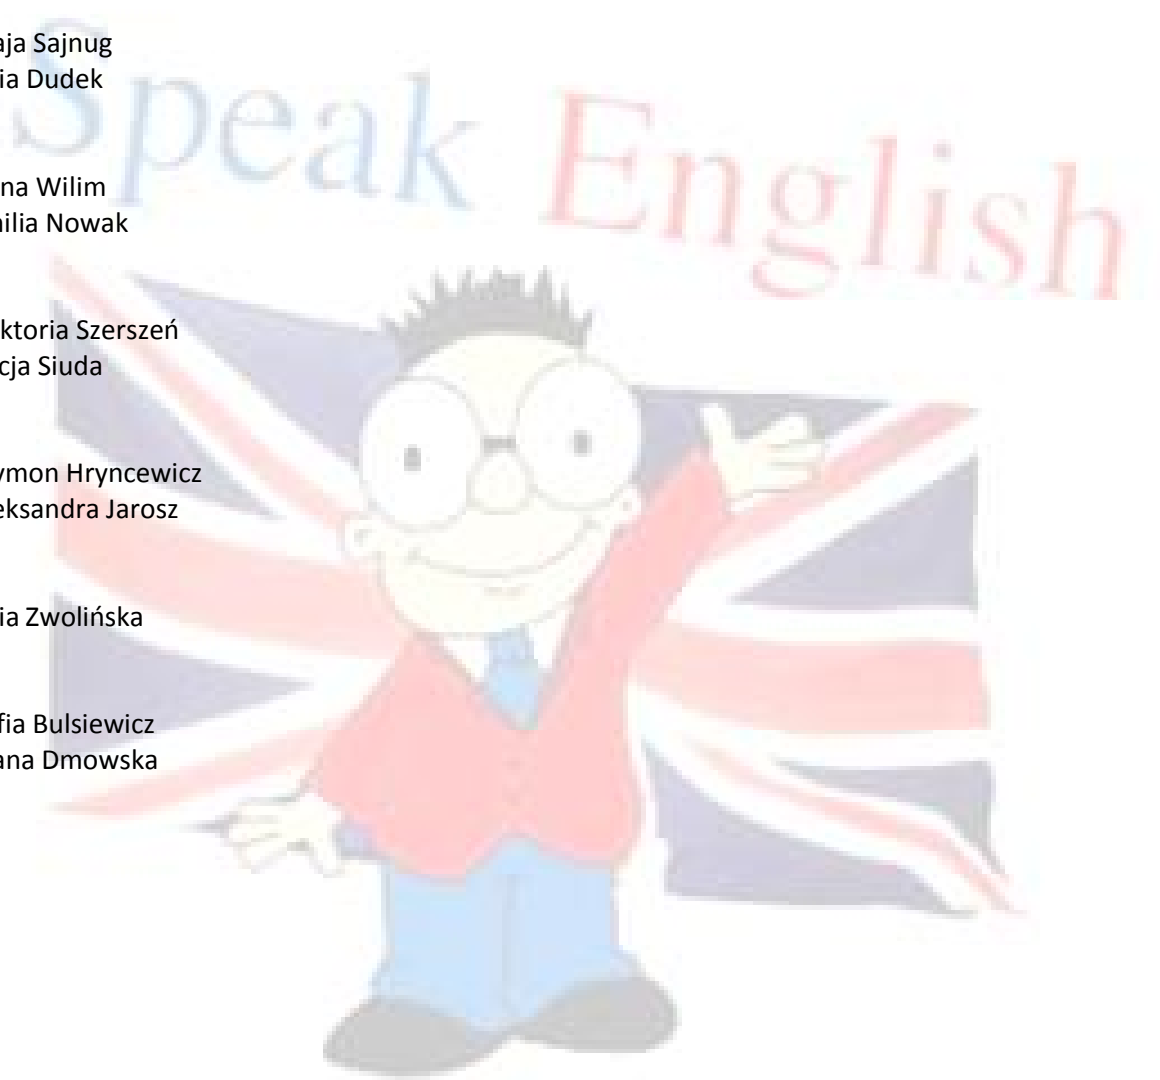 aja Sajnug
ia Dudek
Speak English
na Wilim
ilia Nowak
ktoria Szerszeń
cja Siuda
ymon Hryncewicz
eksandra Jarosz
ia Zwolińska
fia Bulsiewicz
ana Dmowska